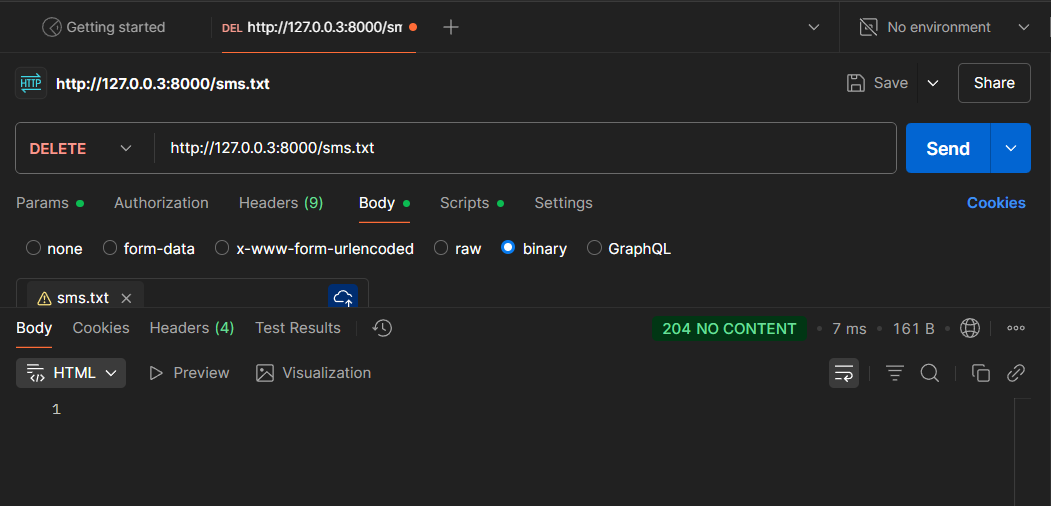 Getting started DEL http://127.0.0.3:8000/sm No environment
HTTP http://127.0.0.3:8000/sms.txt Save Share
DELETE http://127.0.0.3:8000/sms.txt Send
Params Authorization Headers (9) Body Scripts Settings Cookies
none form-data x-www-form-urlencoded raw binary GraphQL
sms.txt
Body Cookies Headers (4) Test Results 204 NO CONTENT 7 ms 161 B
HTML Preview Visualization
1